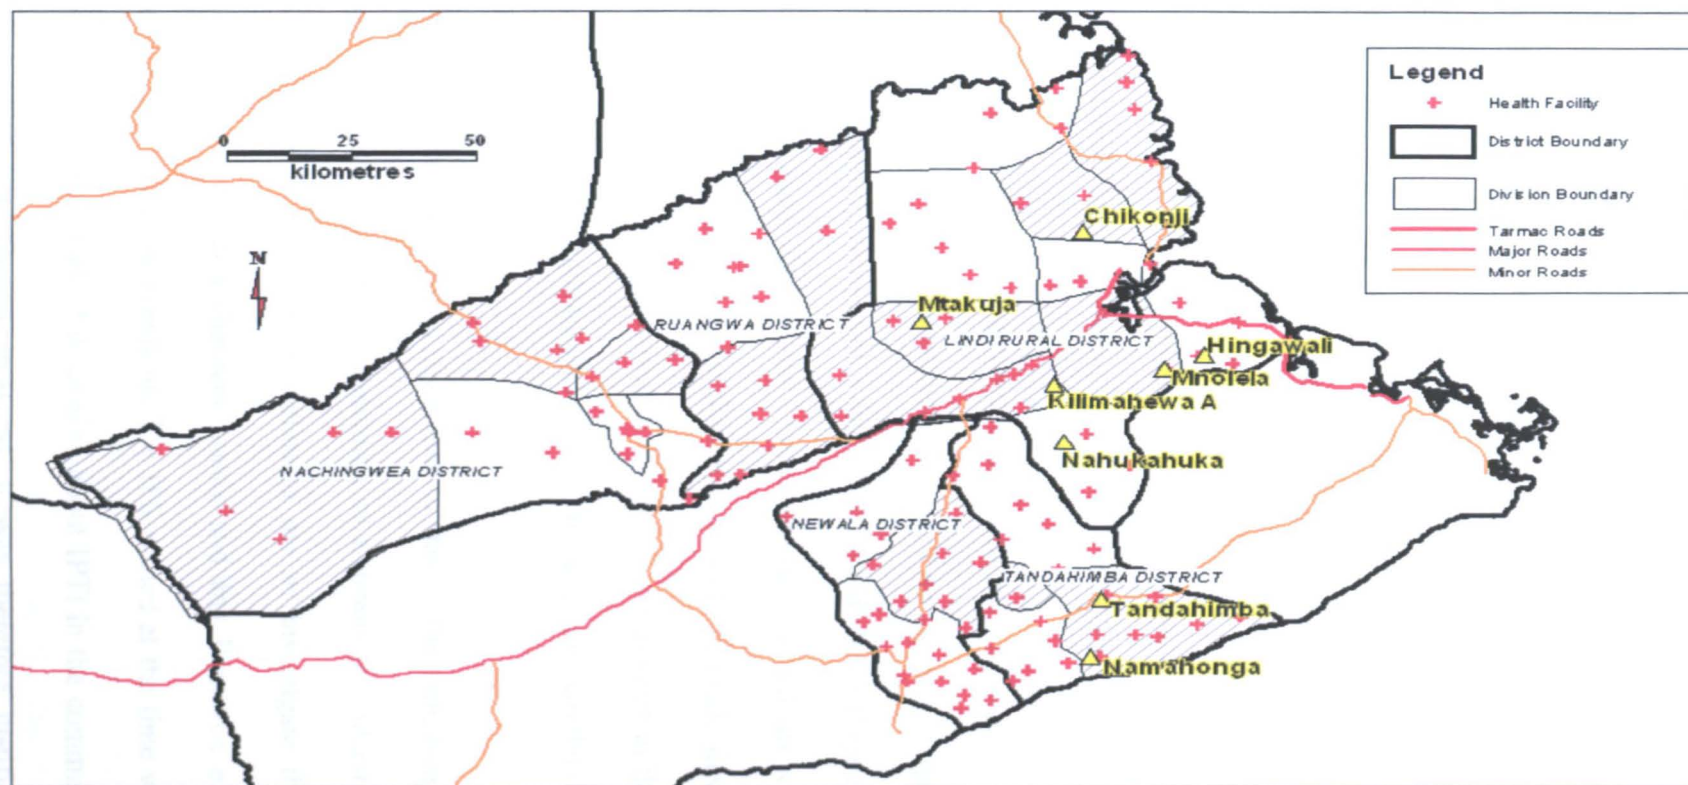 Legend
Health Facility
District Boundary
Division Boundary
Tarmac Roads
Major Roads
Minor Roads
0 25 50
kilometres
N
Chikonji
Mtakuja
RUANGWA DISTRICT
LINDI RURAL DISTRICT
Hingawali
Mnolela
Kilimahewa A
Nahukahuka
NACHINGWEA DISTRICT
NEWALA DISTRICT
TANDAHIMBA DISTRICT
Tandahimba
Namahonga